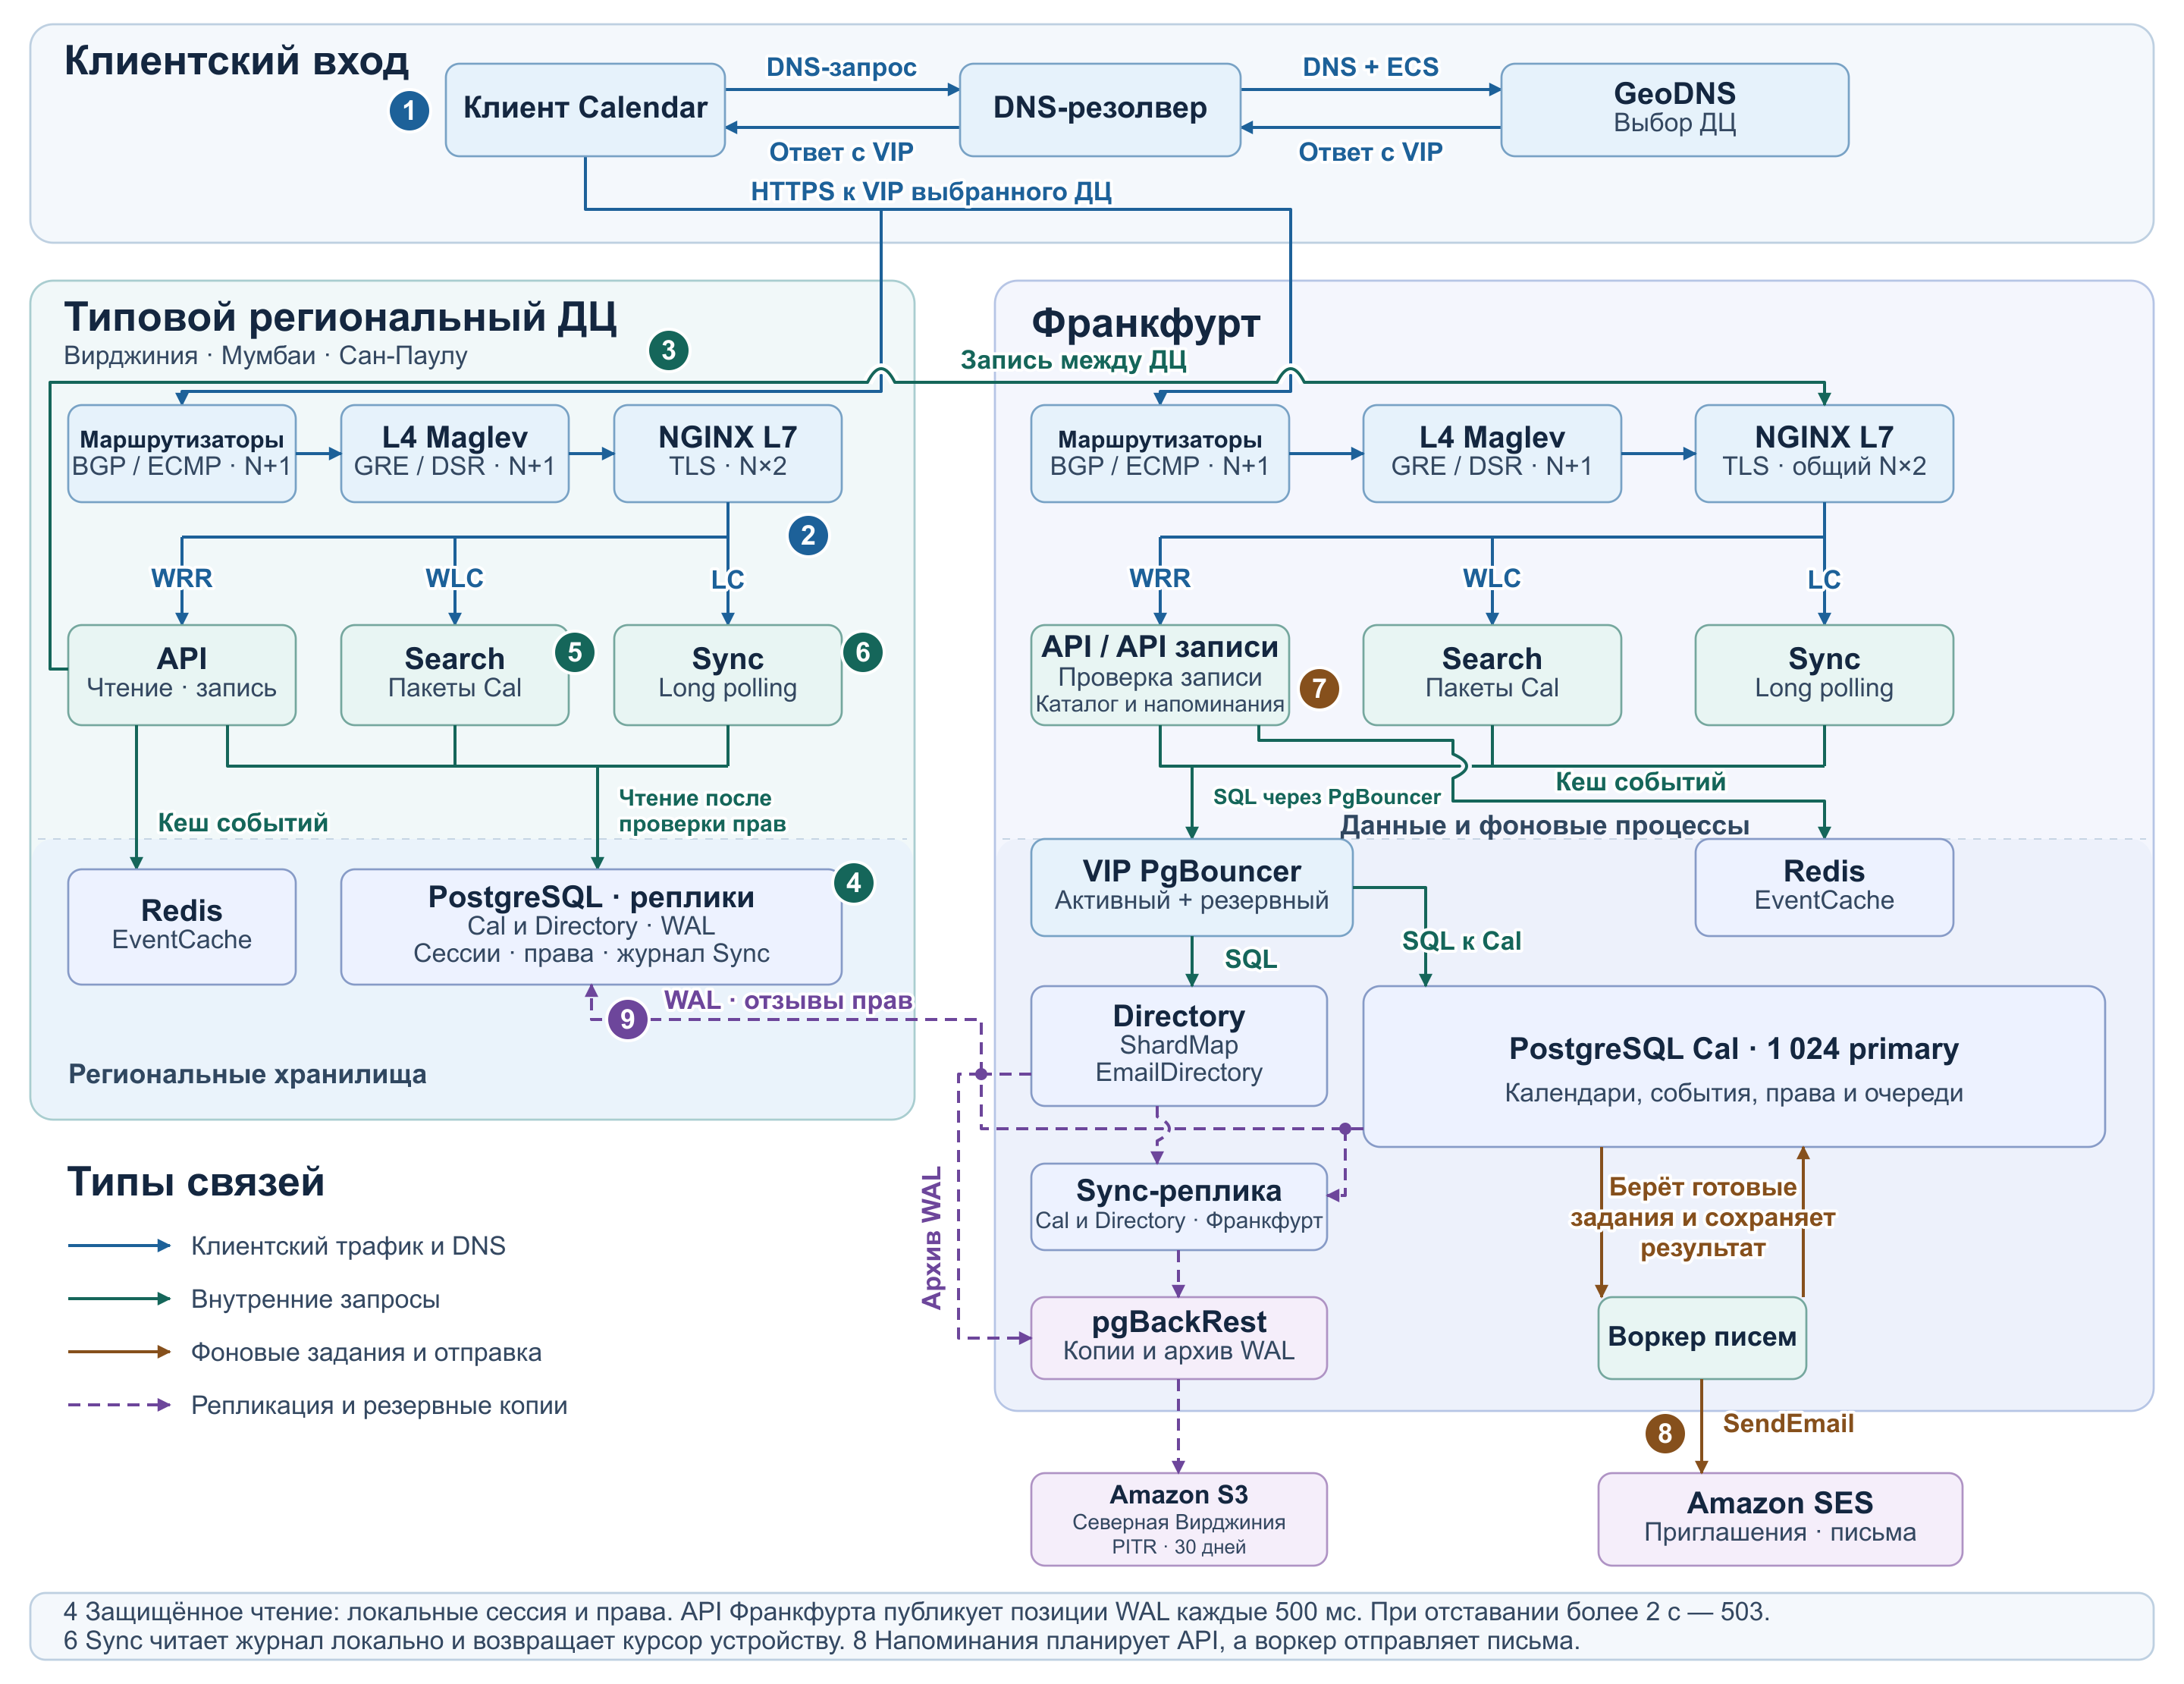 Клиентский вход
1
Клиент Calendar
DNS-запрос
Ответ с VIP
DNS-резолвер
DNS + ECS
Ответ с VIP
GeoDNS
Выбор ДЦ
HTTPS к VIP выбранного ДЦ
Типовой региональный ДЦ
Вирджиния · Мумбаи · Сан-Паулу
3
Запись между ДЦ
Маршрутизаторы
BGP / ECMP · N+1
L4 Maglev
GRE / DSR · N+1
NGINX L7
TLS · N×2
2
WRR
WLC
LC
API
Чтение · запись
Search
Пакеты Cal
5
Sync
Long polling
6
Кеш событий
Чтение после
проверки прав
Redis
EventCache
PostgreSQL · реплики
Cal и Directory · WAL
Сессии · права · журнал Sync
4
9
WAL · отзывы прав
Региональные хранилища
Франкфурт
Маршрутизаторы
BGP / ECMP · N+1
L4 Maglev
GRE / DSR · N+1
NGINX L7
TLS · общий N×2
WRR
WLC
LC
API / API записи
Проверка записи
Каталог и напоминания
7
Search
Пакеты Cal
Sync
Long polling
SQL через PgBouncer
Кеш событий
Данные и фоновые процессы
VIP PgBouncer
Активный + резервный
Redis
EventCache
SQL
SQL к Cal
Directory
ShardMap
EmailDirectory
PostgreSQL Cal · 1 024 primary
Календари, события, права и очереди
Sync-реплика
Cal и Directory · Франкфурт
Архив WAL
Берёт готовые
задания и сохраняет
результат
pgBackRest
Копии и архив WAL
Воркер писем
8
SendEmail
Amazon S3
Северная Вирджиния
PITR · 30 дней
Amazon SES
Приглашения · письма
Типы связей
Клиентский трафик и DNS
Внутренние запросы
Фоновые задания и отправка
Репликация и резервные копии
4 Защищённое чтение: локальные сессия и права. API Франкфурта публикует позиции WAL каждые 500 мс. При отставании более 2 с — 503.
6 Sync читает журнал локально и возвращает курсор устройству. 8 Напоминания планирует API, а воркер отправляет письма.